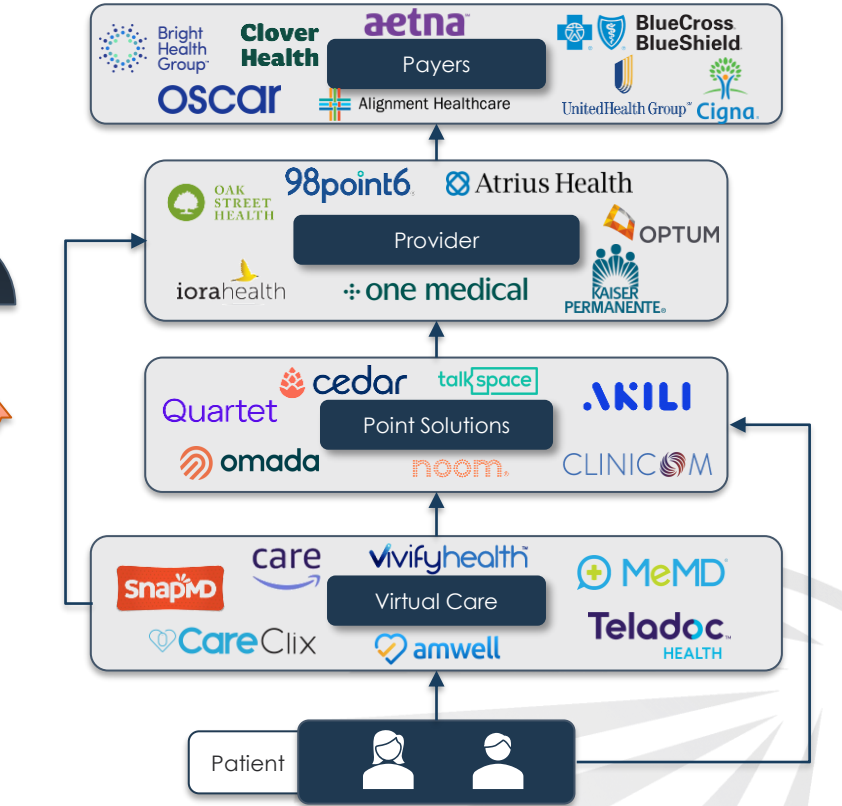 aetna
Bright
Health
Group
Clover
Health
BlueCross
BlueShield
Payers
oscar
Alignment Healthcare
UnitedHealth Group
Cigna.
OAK
STREET
HEALTH
98point6
Atrius Health
Provider
OPTUM
iorahealth
one medical
KAISER
PERMANENTE®
cedar
talkspace
Quartet
AKILI
Point Solutions
omada
noom
CLINICOM
SnapMD
care
vivifyhealth
MeMD
Virtual Care
CareClix
amwell
Teladoc
HEALTH
Patient